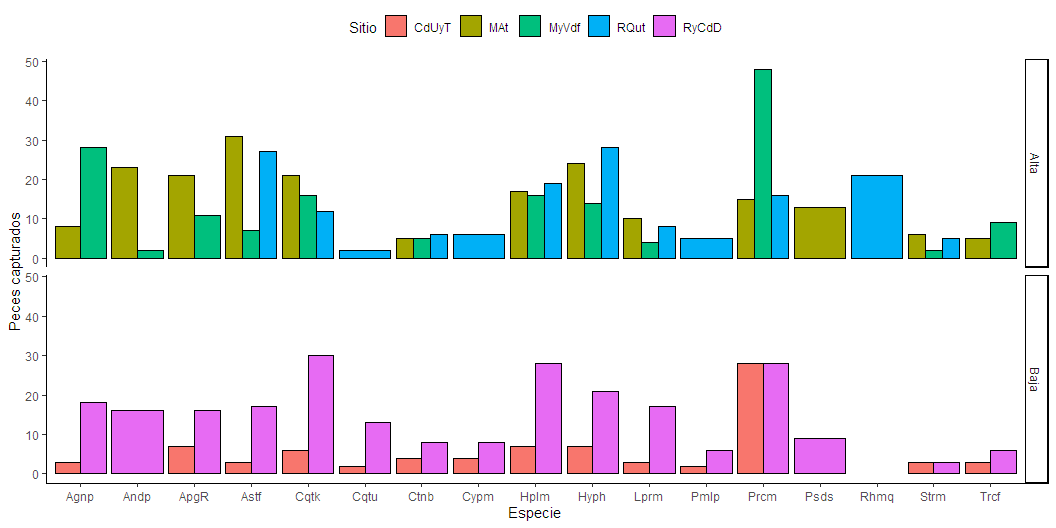 Sitio CdUyT MAt MyVdf RQut RyCdD
Peces capturados
50
40
30
20
10
0
Alta
50
40
30
20
10
0
Baja
Agnp Andp ApgR Astf Cqtk Cqtu Ctnb Cypm Hplm Hyph Lprm Pmlp Prcm Psds Rhmq Strm Trcf
Especie